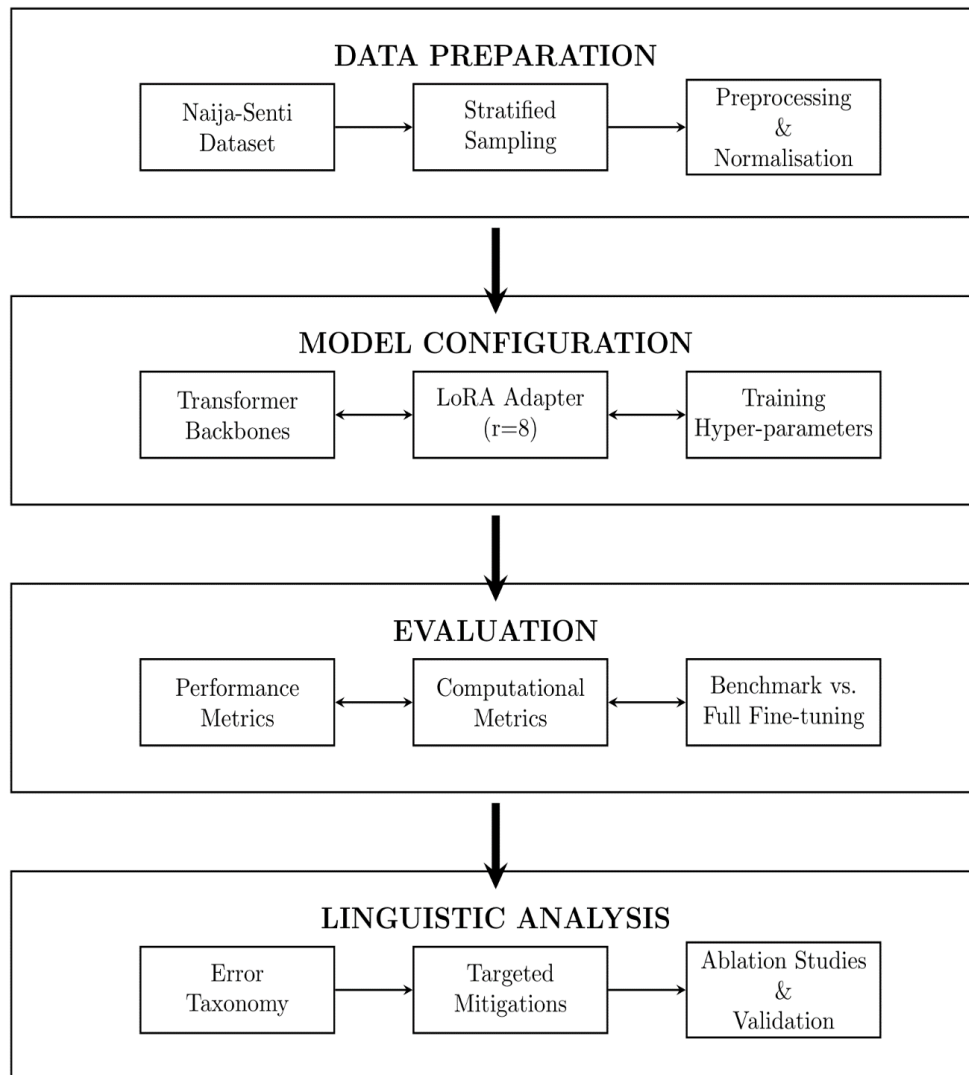 DATA PREPARATION
Naija-Senti
Dataset
Stratified
Sampling
Preprocessing
&
Normalisation
MODEL CONFIGURATION
Transformer
Backbones
LoRA Adapter
(r=8)
Training
Hyper-parameters
EVALUATION
Performance
Metrics
Computational
Metrics
Benchmark vs.
Full Fine-tuning
LINGUISTIC ANALYSIS
Error
Taxonomy
Targeted
Mitigations
Ablation Studies
&
Validation